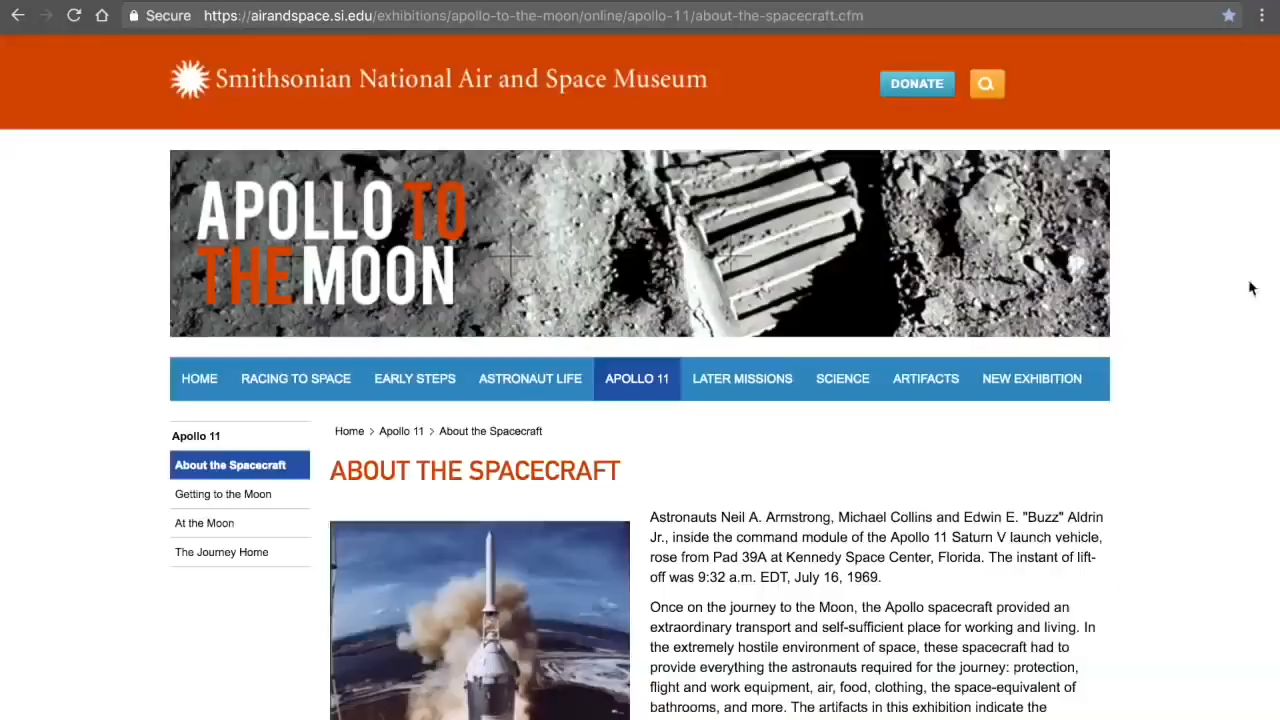 Secure https://airandspace.si.edu/exhibitions/apollo-to-the-moon/online/apollo-11/about-the-spacecraft.cfm
Smithsonian National Air and Space Museum
DONATE
APOLLO TO
THE MOON
HOME RACING TO SPACE EARLY STEPS ASTRONAUT LIFE APOLLO 11 LATER MISSIONS SCIENCE ARTIFACTS NEW EXHIBITION
Apollo 11
About the Spacecraft
Getting to the Moon
At the Moon
The Journey Home
Home > Apollo 11 > About the Spacecraft
ABOUT THE SPACECRAFT
Astronauts Neil A. Armstrong, Michael Collins and Edwin E. "Buzz" Aldrin
Jr., inside the command module of the Apollo 11 Saturn V launch vehicle,
rose from Pad 39A at Kennedy Space Center, Florida. The instant of lift-
off was 9:32 a.m. EDT, July 16, 1969.
Once on the journey to the Moon, the Apollo spacecraft provided an
extraordinary transport and self-sufficient place for working and living. In
the extremely hostile environment of space, these spacecraft had to
provide everything the astronauts required for the journey: protection,
flight and work equipment, air, food, clothing, the space-equivalent of
bathrooms, and more. The artifacts in this exhibition indicate the